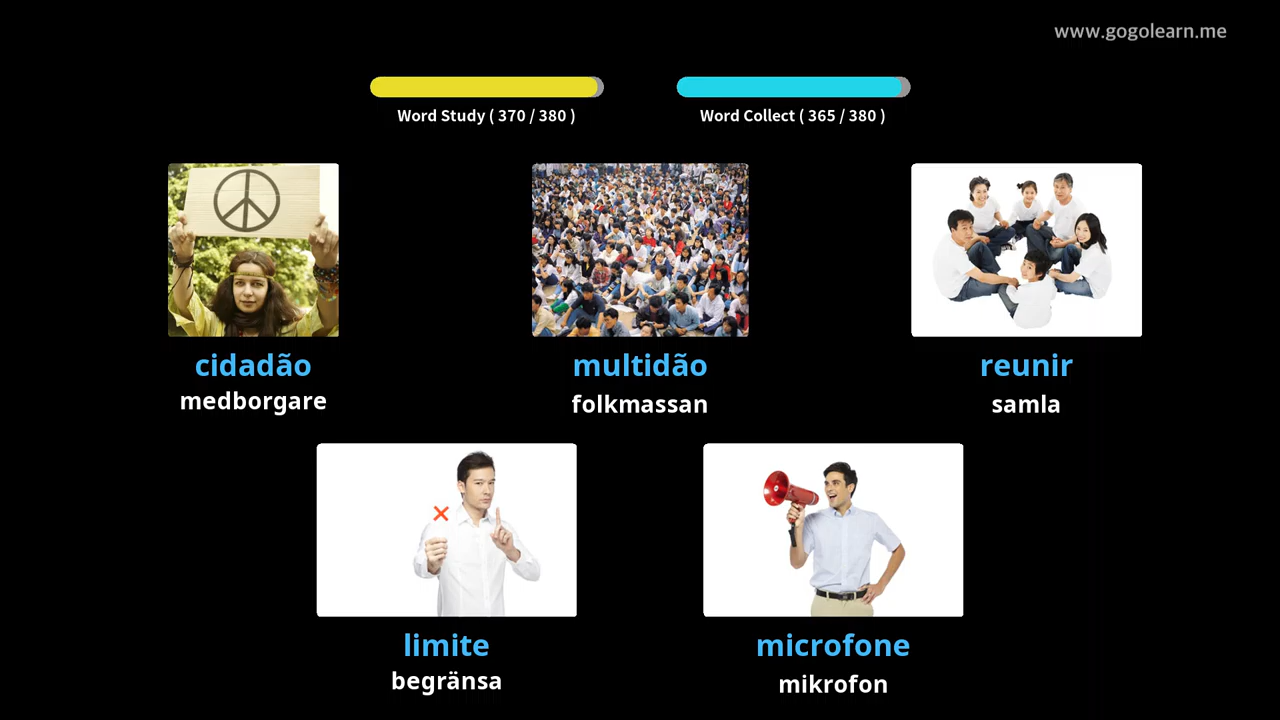 www.gogolearn.me
Word Study ( 370 / 380 )
Word Collect ( 365 / 380 )
cidadão
medborgare
multidão
folkmassan
reunir
samla
limite
begränsa
microfone
mikrofon